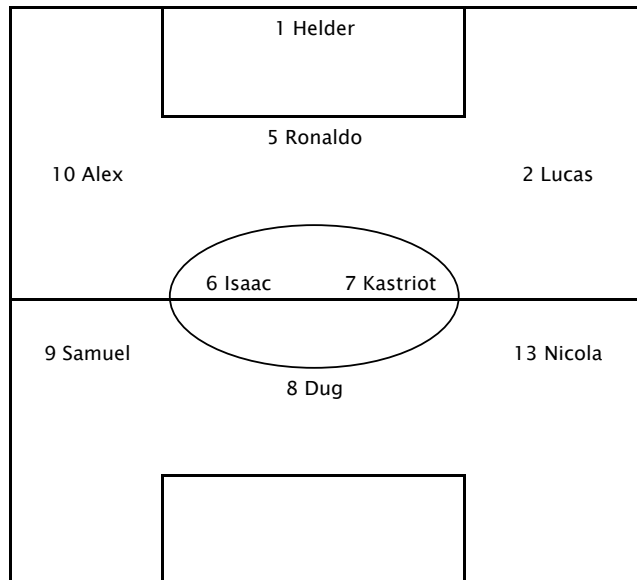 1 Helder
5 Ronaldo
10 Alex
2 Lucas
6 Isaac
7 Kastriot
9 Samuel
13 Nicola
8 Dug